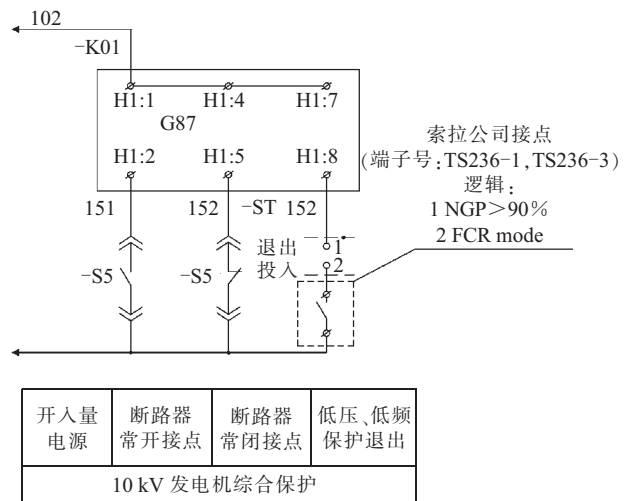 102
-K01
H1:1 H1:4 H1:7
G87
H1:2 H1:5 H1:8
151 152 -ST 152
索拉公司接点
(端子号:TS236-1,TS236-3)
逻辑:
1 NGP>90%
2 FCR mode
退出 1
投入 2
-S5 -S5
开入量 断路器 断路器 低压、低频
电源 常开接点 常闭接点 保护退出
10 kV 发电机综合保护